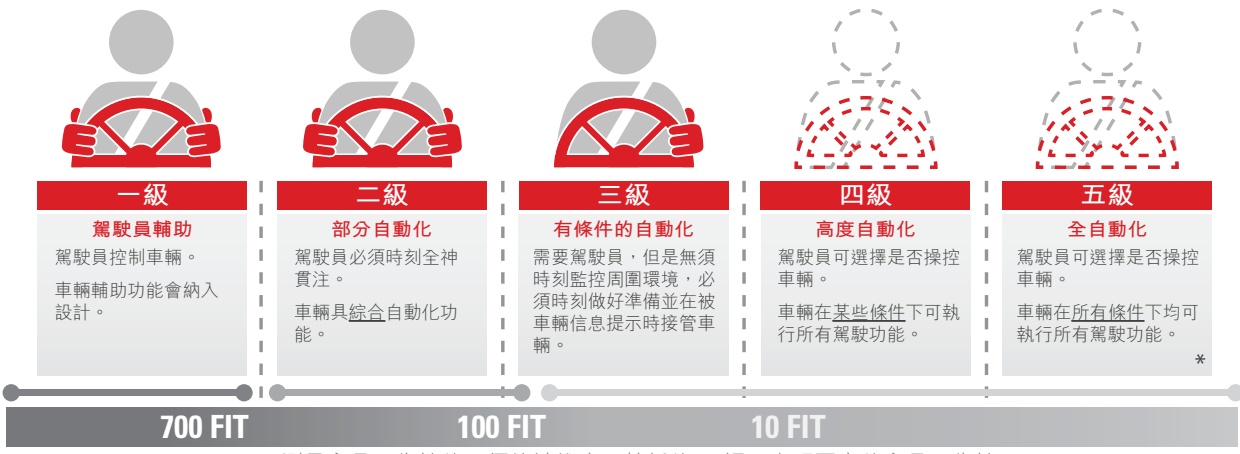 一級
駕駛員輔助
駕駛員控制車輛。
車輛輔助功能會納入
設計。
二級
部分自動化
駕駛員必須時刻全神
貫注。
車輛具綜合自動化功
能。
三級
有條件的自動化
需要駕駛員，但是無須
時刻監控周圍環境，必
須時刻做好準備並在被
車輛信息提示時接管車
輛。
四級
高度自動化
駕駛員可選擇是否操控
車輛。
車輛在某些條件下可執
行所有駕駛功能。
五級
全自動化
駕駛員可選擇是否操控
車輛。
車輛在所有條件下均可
執行所有駕駛功能。
*
700 FIT
100 FIT
10 FIT